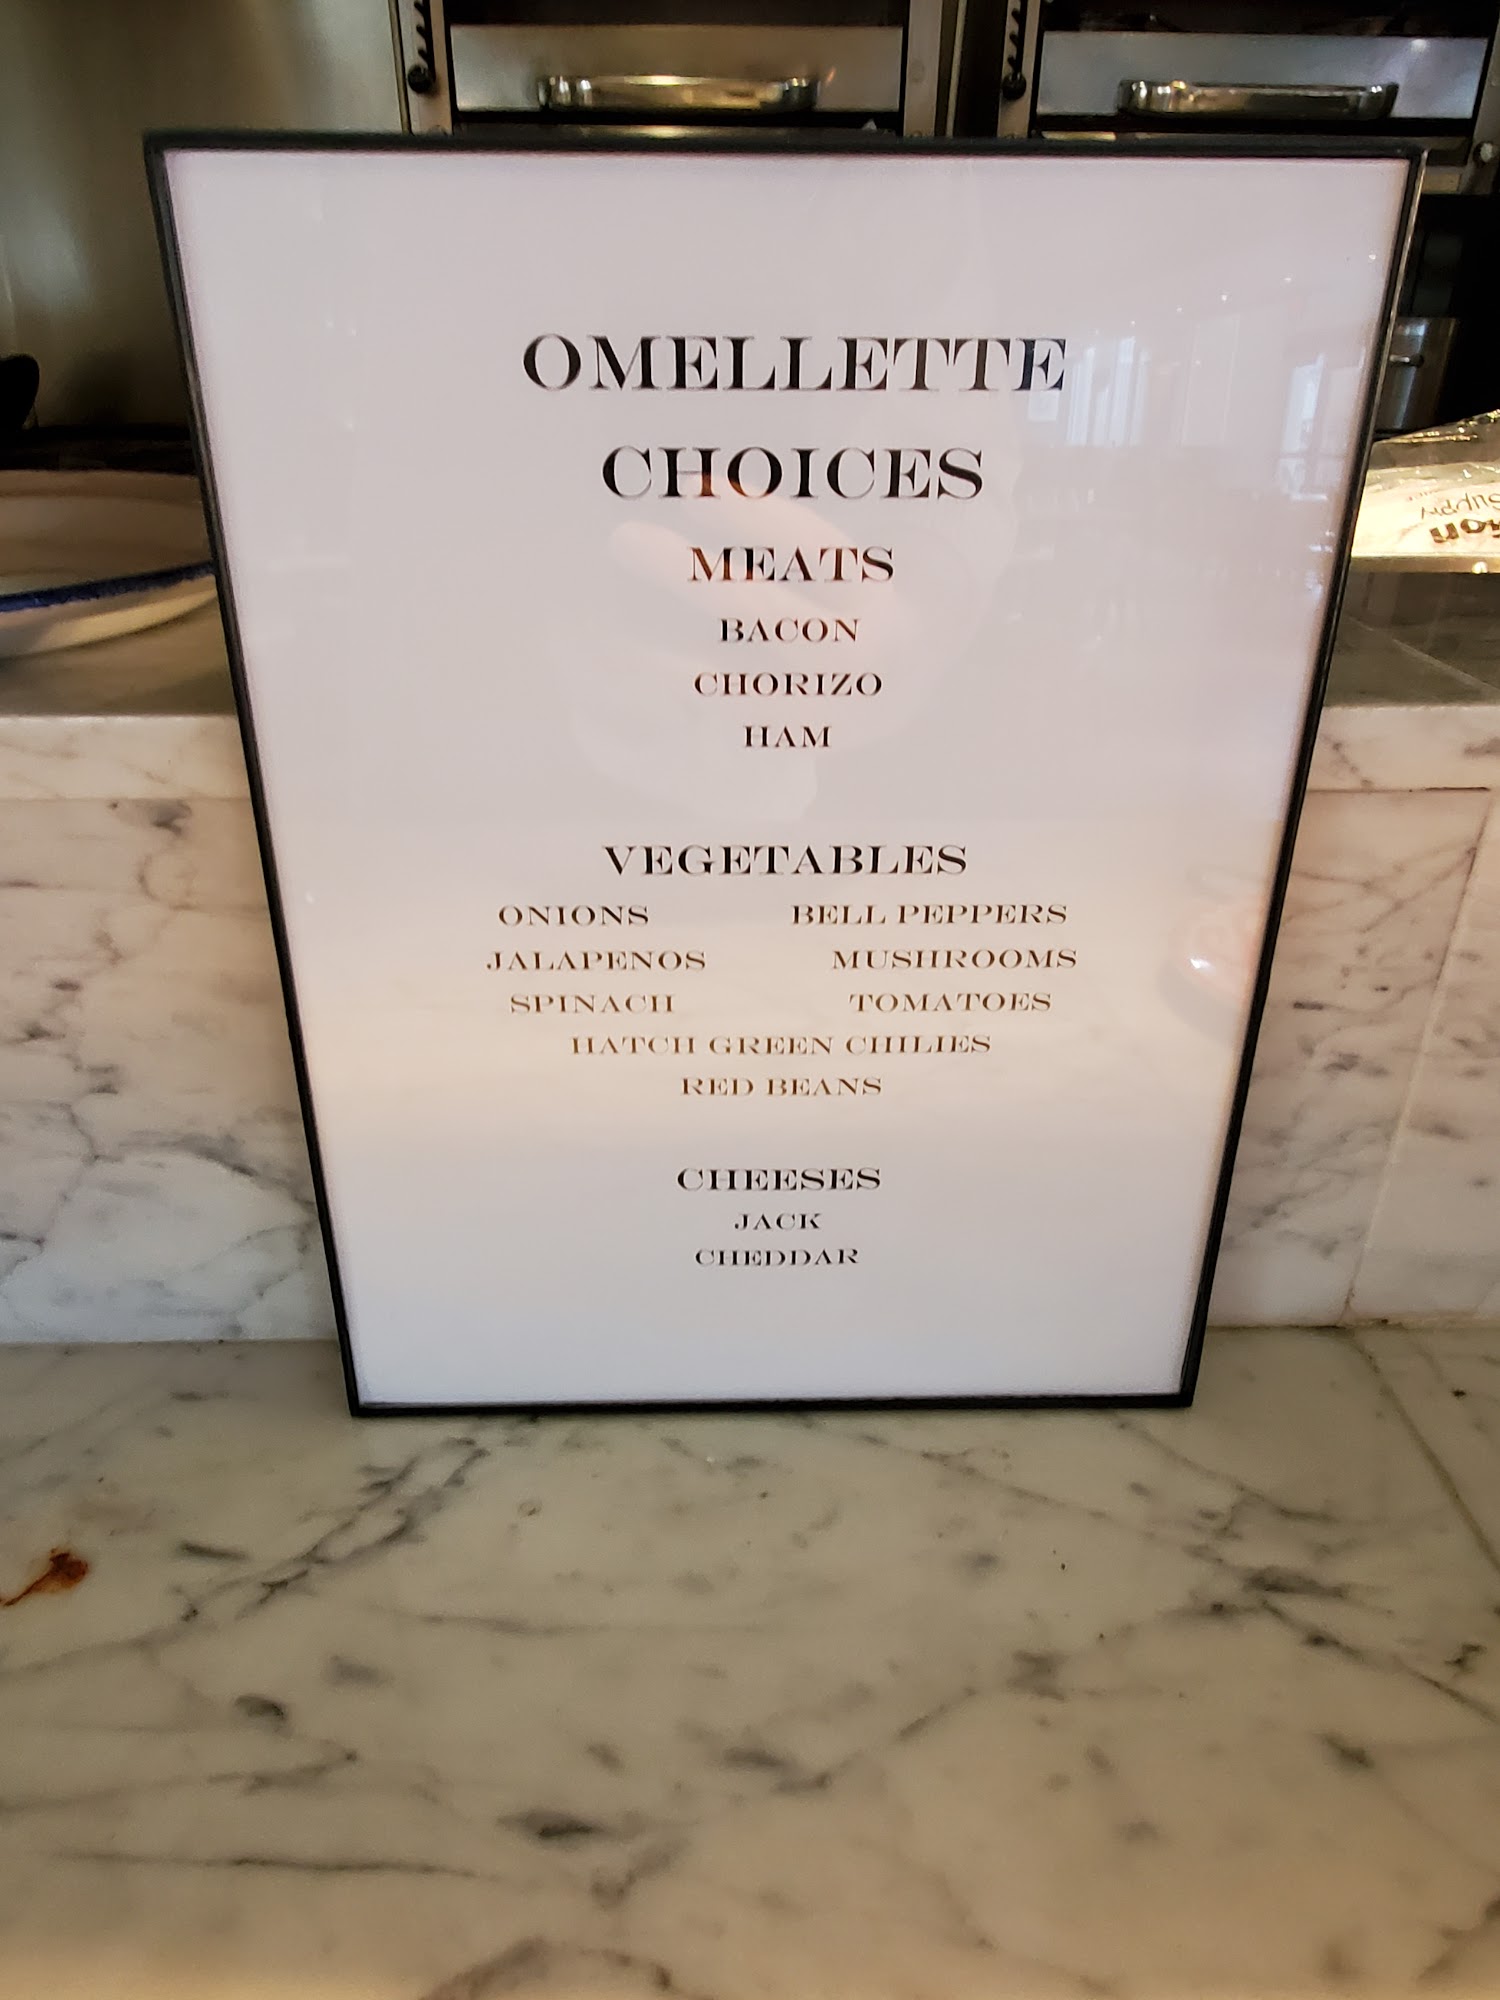 OMELLETTE
CHOICES
MEATS
BACON
CHORIZO
HAM
VEGETABLES
ONIONS BELL PEPPERS
JALAPENOS MUSHROOMS
SPINACH TOMATOES
HATCH GREEN CHILIES
RED BEANS
CHEESES
JACK
CHEDDAR